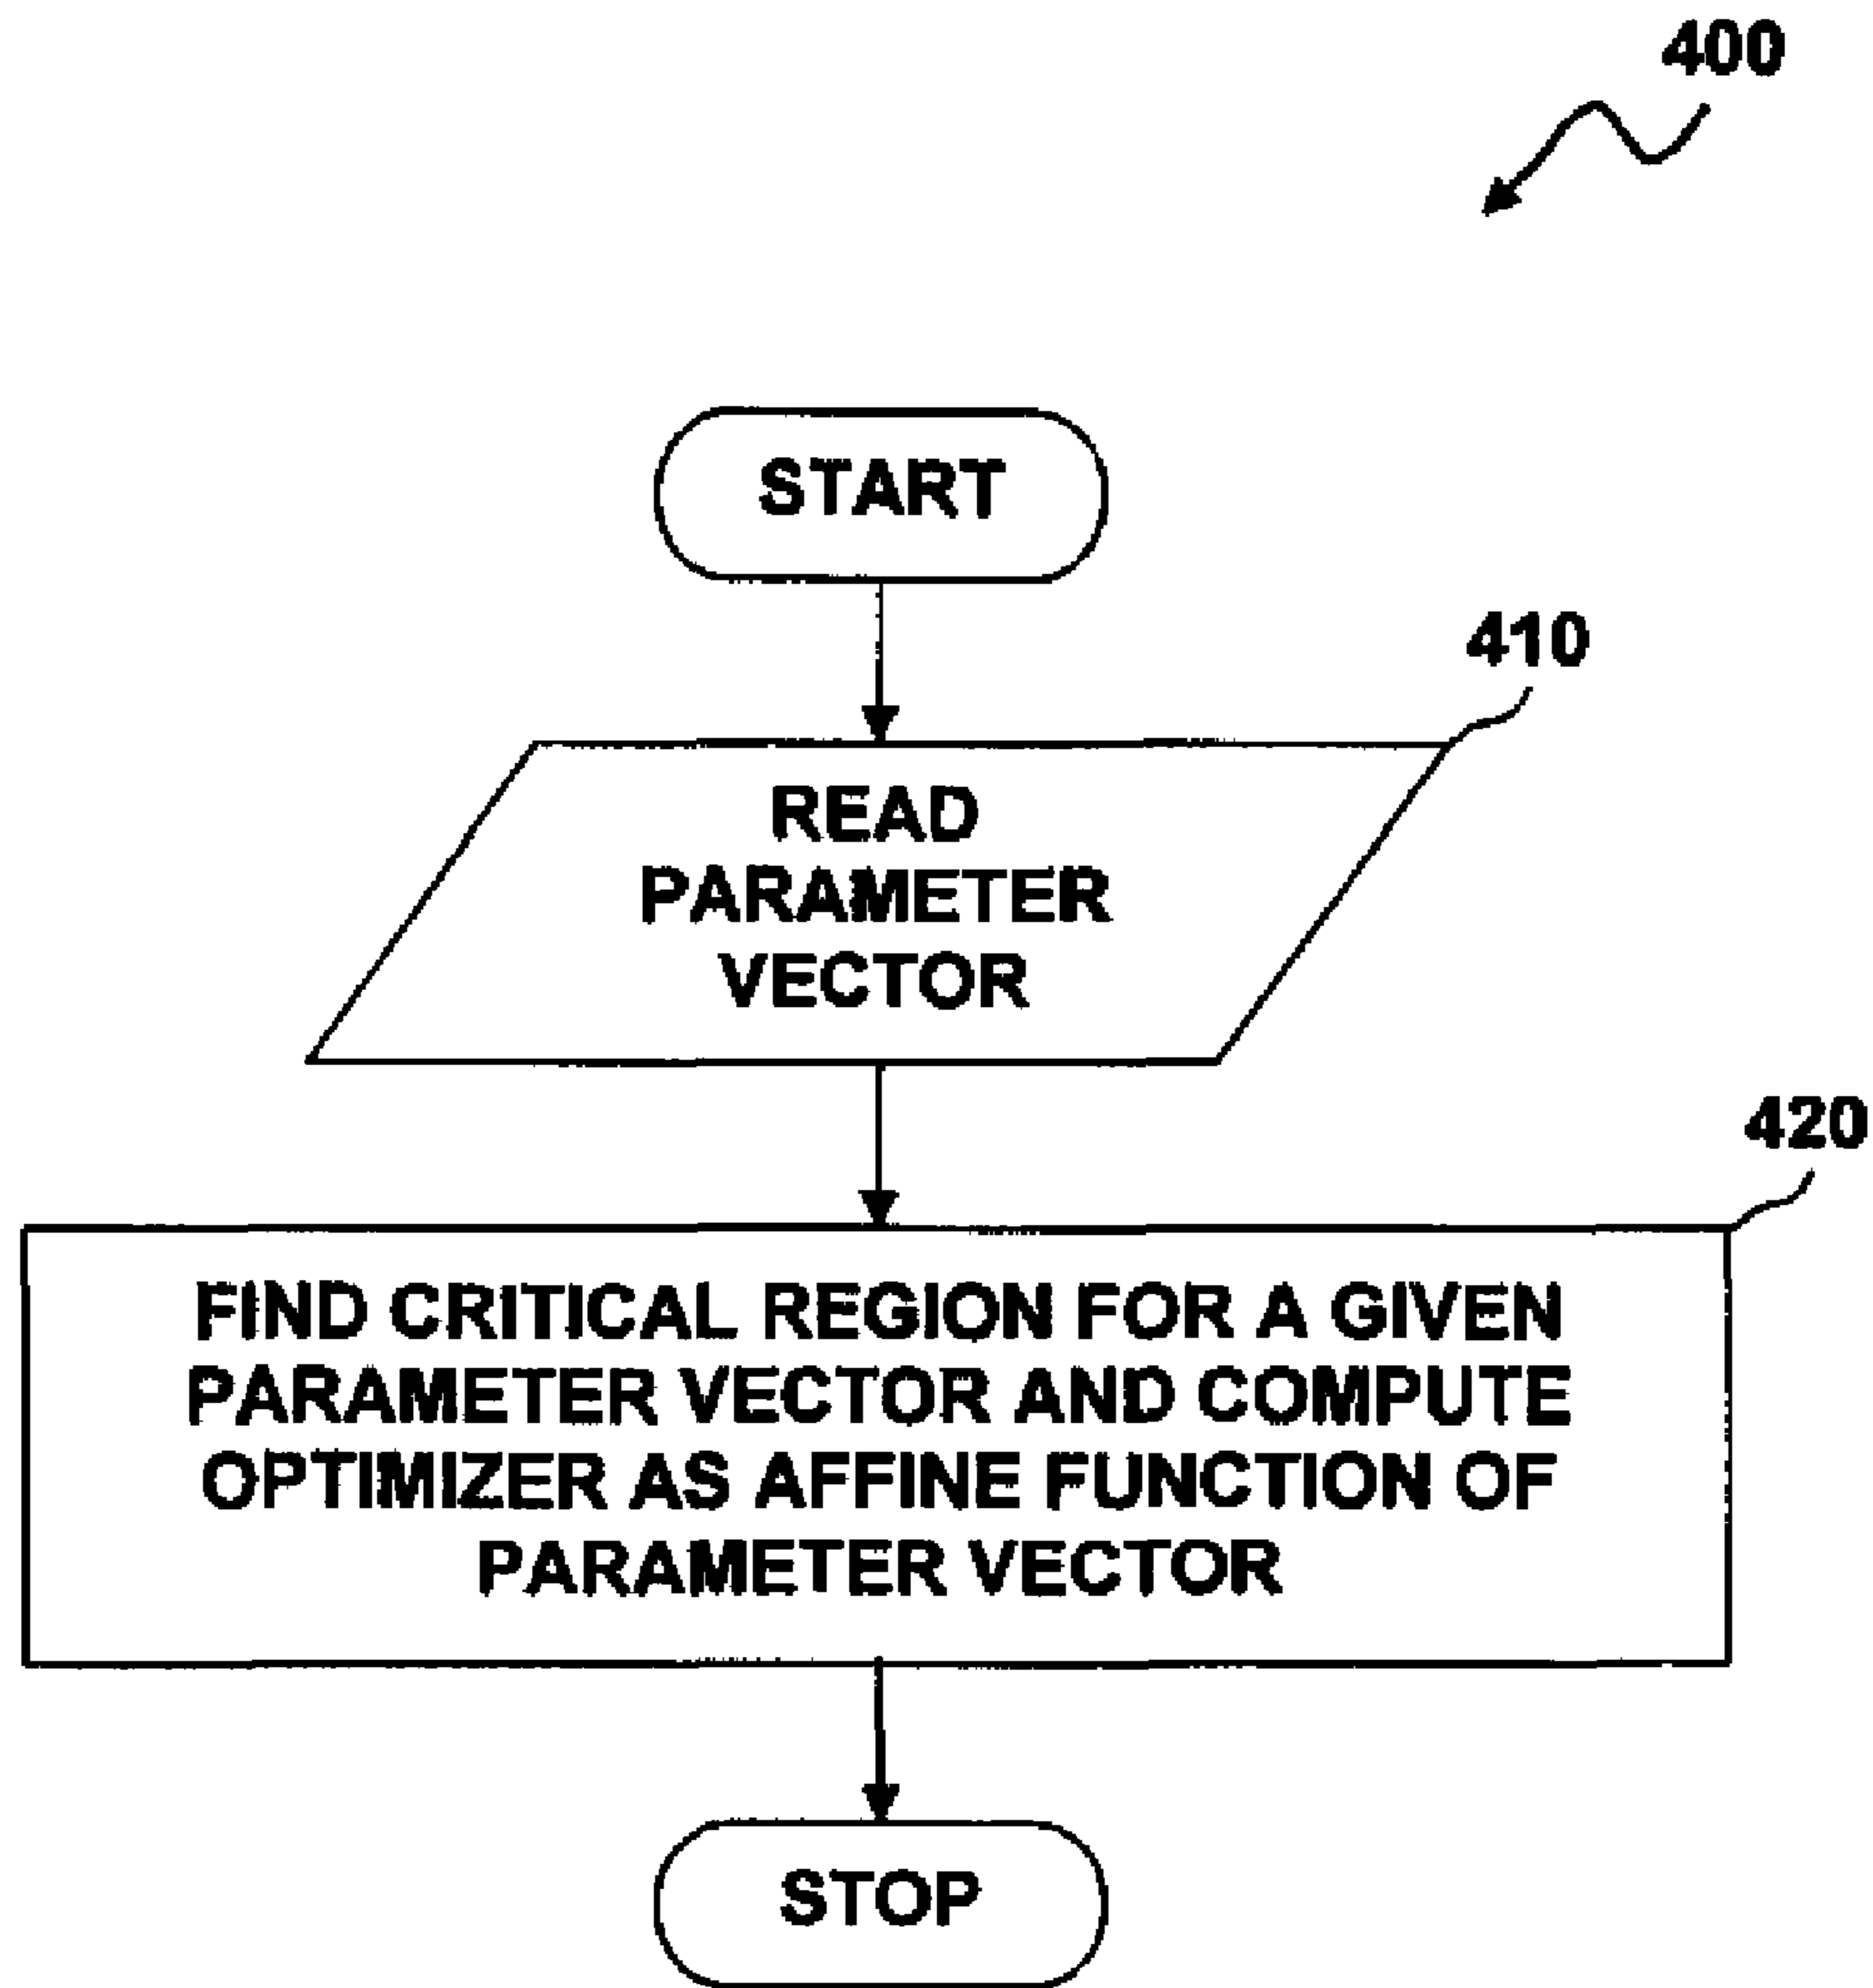 400
START
410
READ
PARAMETER
VECTOR
420
FIND CRITICAL REGION FOR A GIVEN
PARAMETER VECTOR AND COMPUTE
OPTIMIZER AS AFFINE FUNCTION OF
PARAMETER VECTOR
STOP